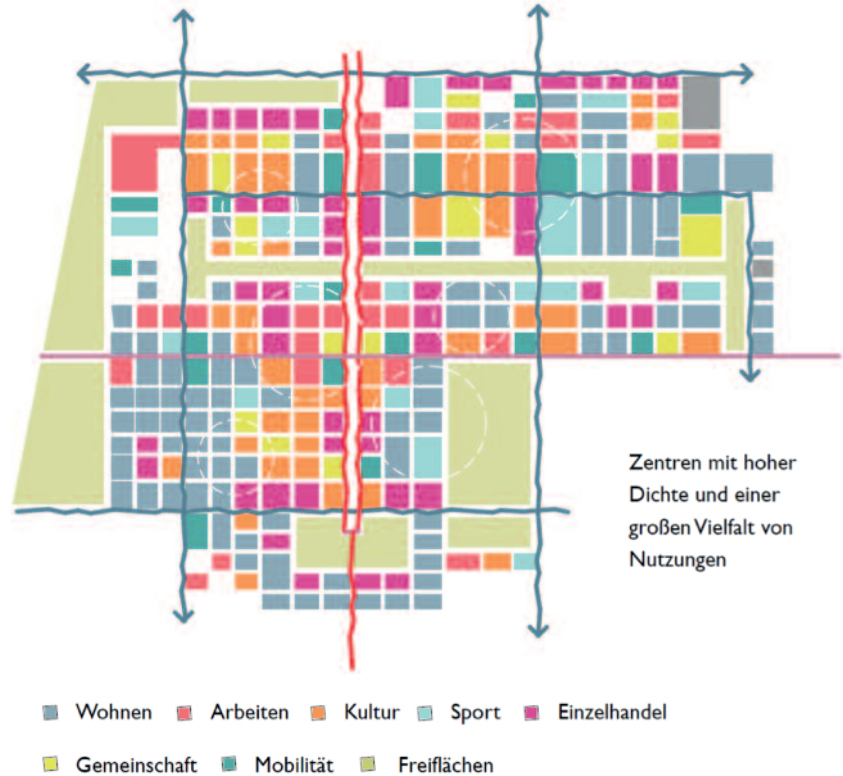 Zentren mit hoher
Dichte und einer
großen Vielfalt von
Nutzungen
Wohnen Arbeiten Kultur Sport Einzelhandel
Gemeinschaft Mobilität Freiflächen